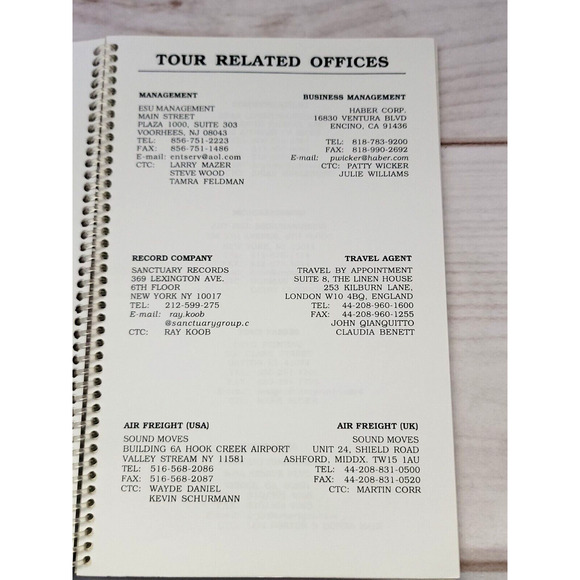 TOUR RELATED OFFICES
MANAGEMENT
ESU MANAGEMENT
MAIN STREET
PLAZA 1000, SUITE 303
VOORHEES, NJ 08043
TEL: 856-751-2223
FAX: 856-751-1486
E-mail: entserv@aol.com
CTC: LARRY MAZER
STEVE WOOD
TAMRA FELDMAN
BUSINESS MANAGEMENT
HABER CORP.
16830 VENTURA BLVD
ENCINO, CA 91436
TEL: 818-783-9200
FAX: 818-990-2692
E-mail: pwicker@haber.com
CTC: PATTY WICKER
JULIE WILLIAMS
RECORD COMPANY
SANCTUARY RECORDS
369 LEXINGTON AVE.
6TH FLOOR
NEW YORK NY 10017
TEL: 212-599-275
E-mail: ray.koob
@sanctuarygroup.c
CTC: RAY KOOB
TRAVEL AGENT
TRAVEL BY APPOINTMENT
SUITE 8, THE LINEN HOUSE
253 KILBURN LANE,
LONDON W10 4BQ, ENGLAND
TEL: 44-208-960-1600
FAX: 44-208-960-1255
JOHN QIANQUITTO
CLAUDIA BENETT
AIR FREIGHT (USA)
SOUND MOVES
BUILDING 6A HOOK CREEK AIRPORT
VALLEY STREAM NY 11581
TEL: 516-568-2086
FAX: 516-568-2087
CTC: WAYDE DANIEL
KEVIN SCHURMANN
AIR FREIGHT (UK)
SOUND MOVES
UNIT 24, SHIELD ROAD
ASHFORD, MIDDX. TW15 1AU
TEL: 44-208-831-0500
FAX: 44-208-831-0520
CTC: MARTIN CORR